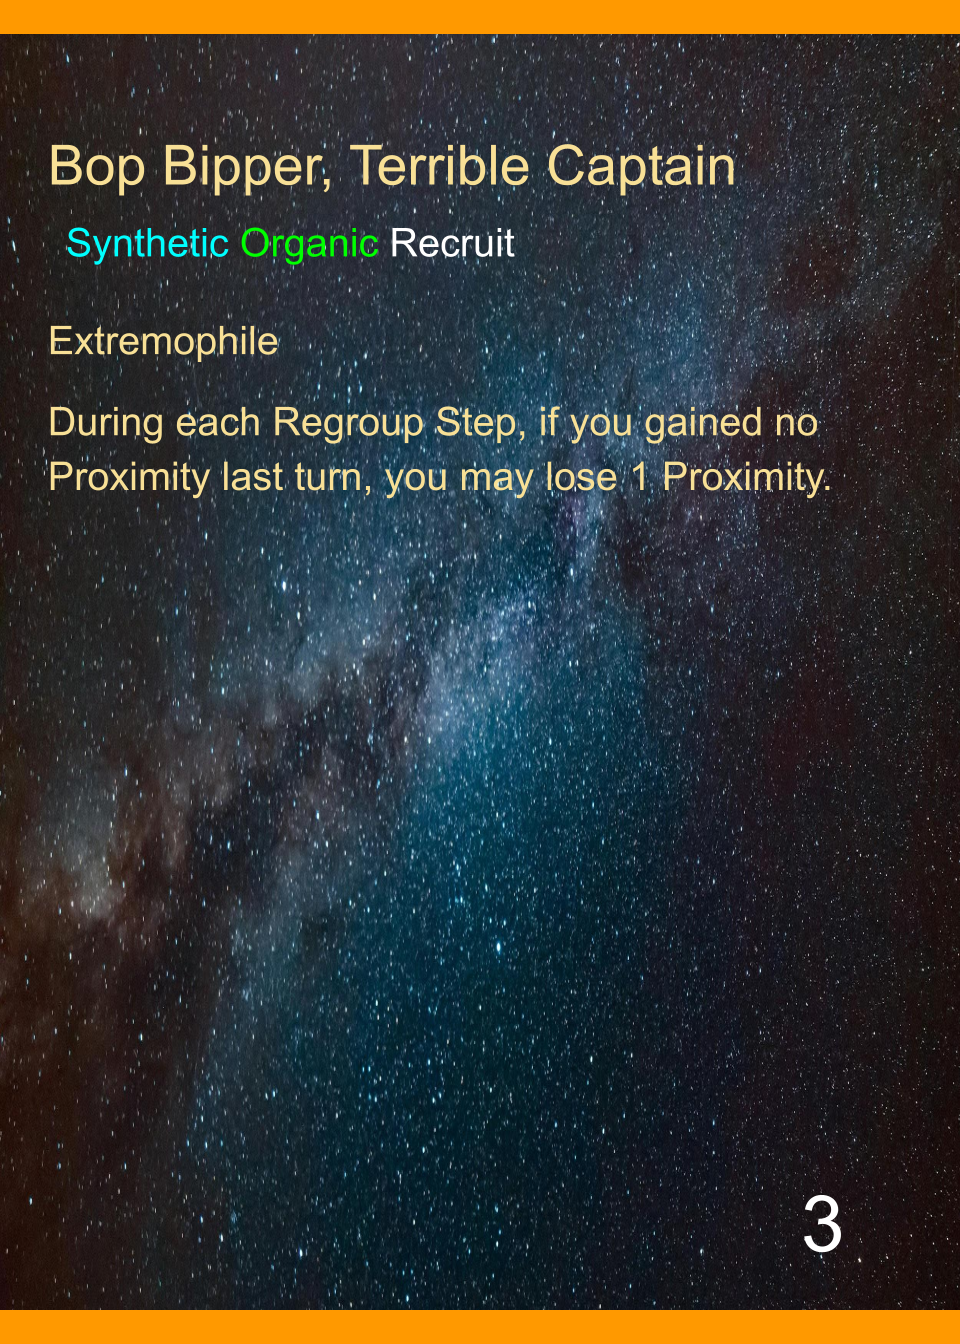 Bop Bipper, Terrible Captain
Synthetic Organic Recruit
Extremophile
During each Regroup Step, if you gained no
Proximity last turn, you may lose 1 Proximity.
3